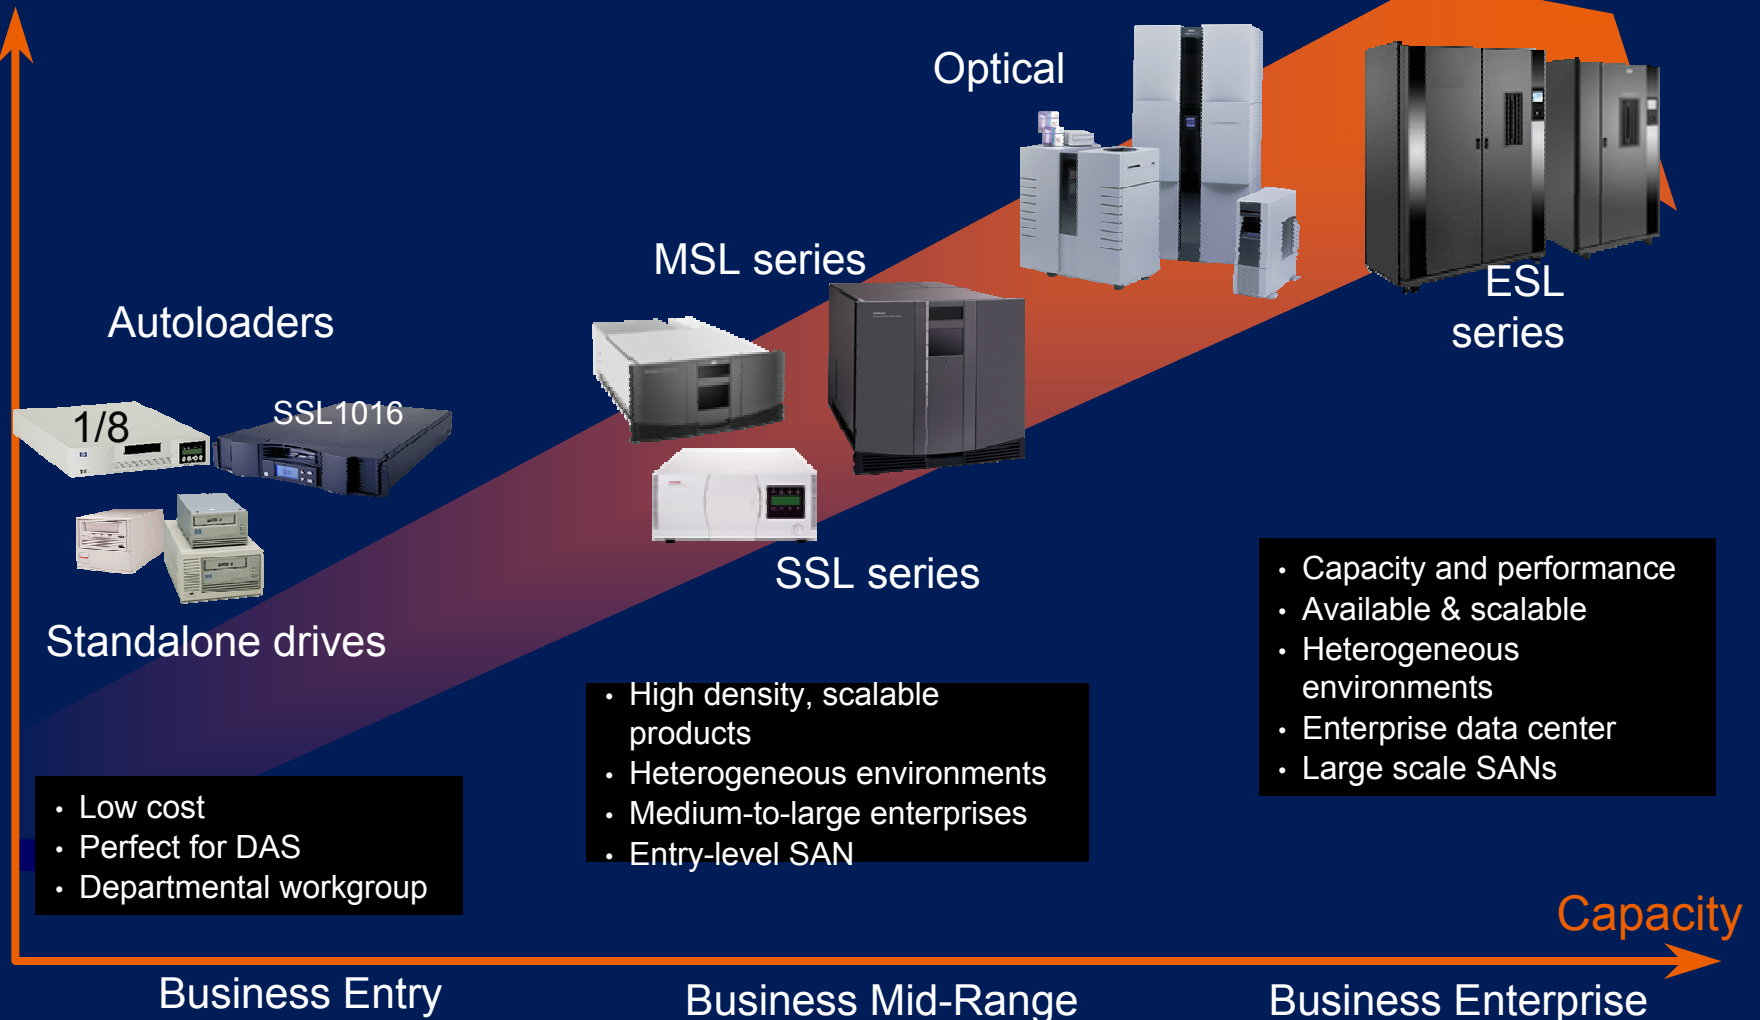 Optical
MSL series
ESL
series
Autoloaders
1/8
SSL1016
SSL series
Standalone drives
• Capacity and performance
• Available & scalable
• Heterogeneous
environments
• Enterprise data center
• Large scale SANs
• High density, scalable
products
• Heterogeneous environments
• Medium-to-large enterprises
• Entry-level SAN
• Low cost
• Perfect for DAS
• Departmental workgroup
Capacity
Business Entry
Business Mid-Range
Business Enterprise